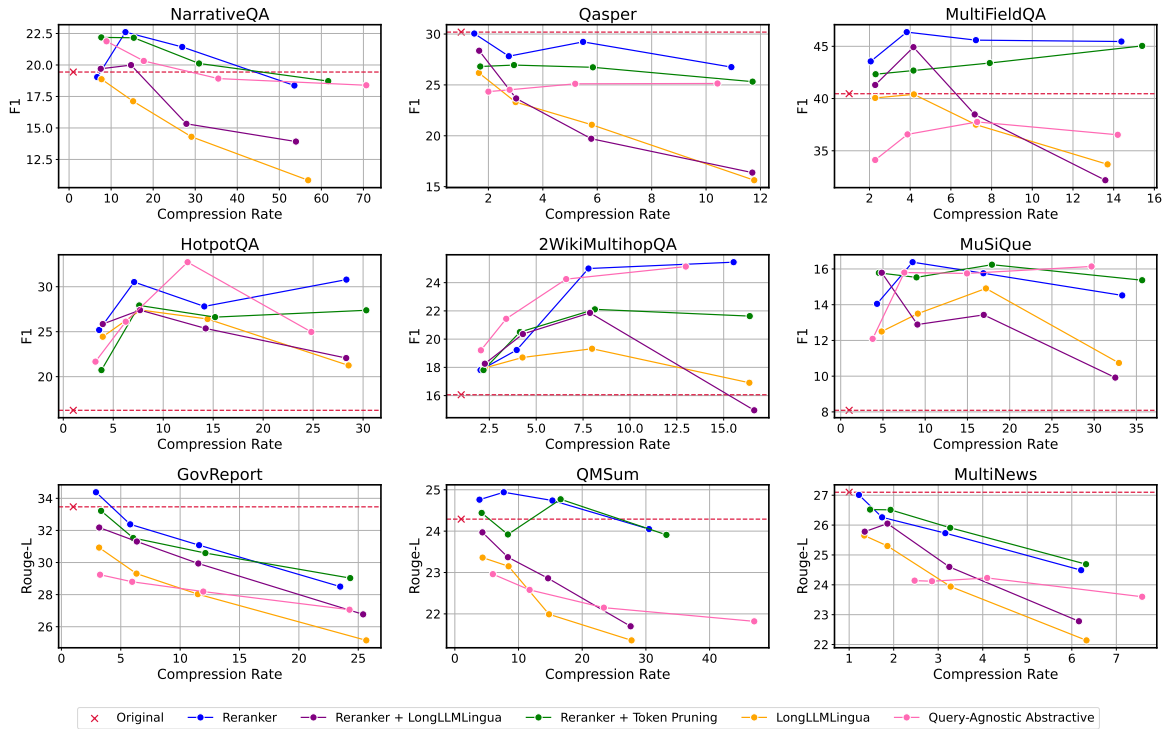 NarrativeQA
F1
22.5
20.0
17.5
15.0
12.5
0 10 20 30 40 50 60 70
Compression Rate
Qasper
F1
30
25
20
15
2 4 6 8 10 12
Compression Rate
MultiFieldQA
F1
45
40
35
2 4 6 8 10 12 14 16
Compression Rate
HotpotQA
F1
30
25
20
0 5 10 15 20 25 30
Compression Rate
2WikiMultihopQA
F1
24
22
20
18
16
2.5 5.0 7.5 10.0 12.5 15.0
Compression Rate
MuSiQue
F1
16
14
12
10
8
0 5 10 15 20 25 30 35
Compression Rate
GovReport
Rouge-L
34
32
30
28
26
0 5 10 15 20 25
Compression Rate
QMSum
Rouge-L
25
24
23
22
0 10 20 30 40
Compression Rate
MultiNews
Rouge-L
27
26
25
24
23
22
1 2 3 4 5 6 7
Compression Rate
Original Reranker Reranker + LongLLMLingua Reranker + Token Pruning LongLLMLingua Query-Agnostic Abstractive